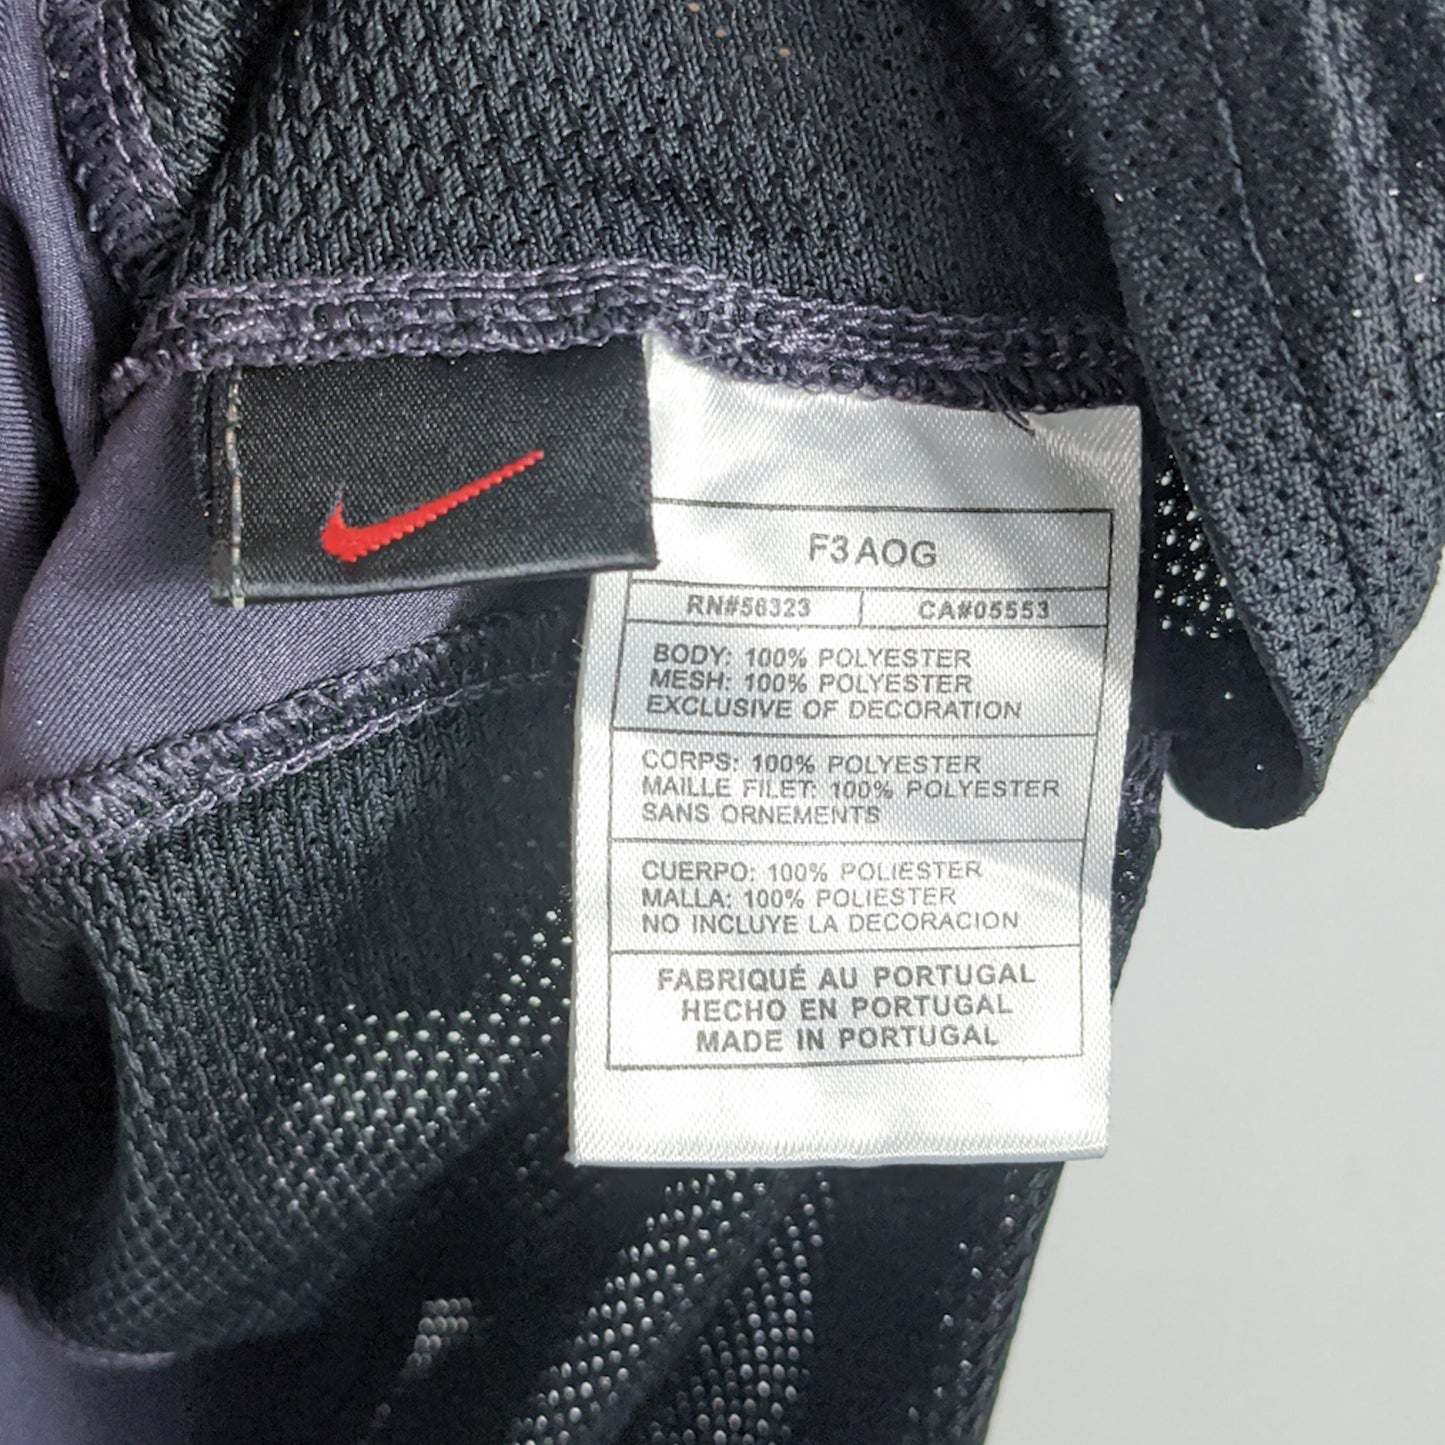 F3AOG
RN#56323 CA#05553
BODY: 100% POLYESTER
MESH: 100% POLYESTER
EXCLUSIVE OF DECORATION
CORPS: 100% POLYESTER
MAILLE FILET: 100% POLYESTER
SANS ORNEMENTS
CUERPO: 100% POLIESTER
MALLA: 100% POLIESTER
NO INCLUYE LA DECORACION
FABRIQUÉ AU PORTUGAL
HECHO EN PORTUGAL
MADE IN PORTUGAL